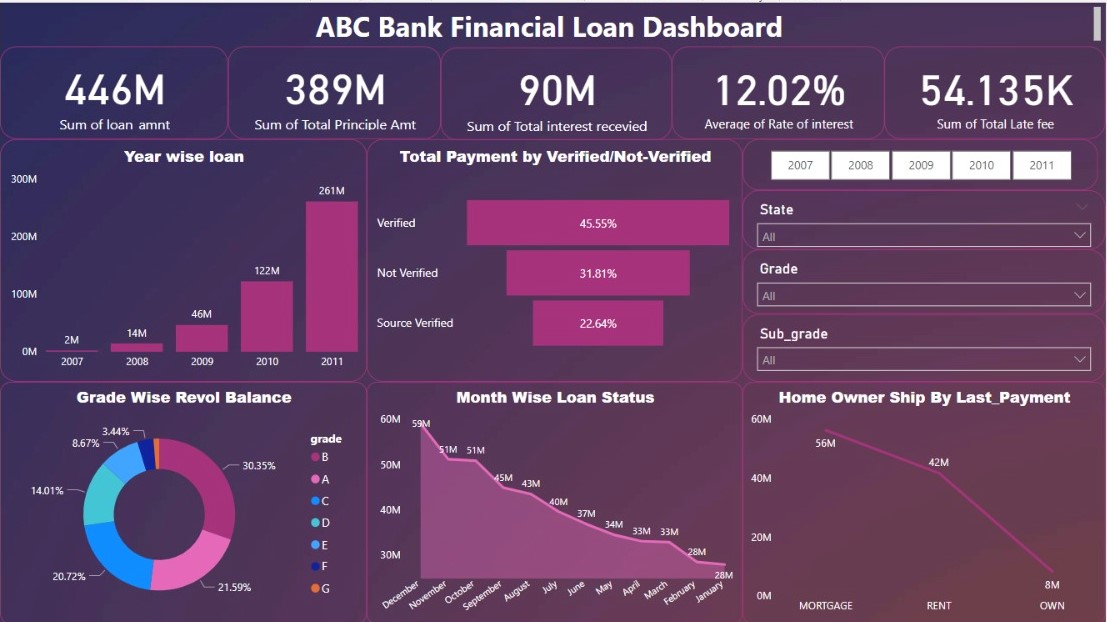 ABC Bank Financial Loan Dashboard
446M
Sum of loan amnt
389M
Sum of Total Principle Amt
90M
Sum of Total interest recevied
12.02%
Average of Rate of interest
54.135K
Sum of Total Late fee
Year wise loan
300M
200M
100M
0M
2M
14M
46M
122M
261M
2007
2008
2009
2010
2011
Total Payment by Verified/Not-Verified
Verified
45.55%
Not Verified
31.81%
Source Verified
22.64%
2007
2008
2009
2010
2011
State
All
Grade
All
Sub_grade
All
Grade Wise Revol Balance
3.44%
8.67%
14.01%
20.72%
21.59%
30.35%
grade
B
A
C
D
E
F
G
Month Wise Loan Status
60M
50M
40M
30M
59M
51M
51M
45M
43M
40M
37M
34M
33M
33M
28M
28M
December
November
October
September
August
July
June
May
April
March
February
January
Home Owner Ship By Last_Payment
60M
40M
20M
0M
56M
42M
8M
MORTGAGE
RENT
OWN